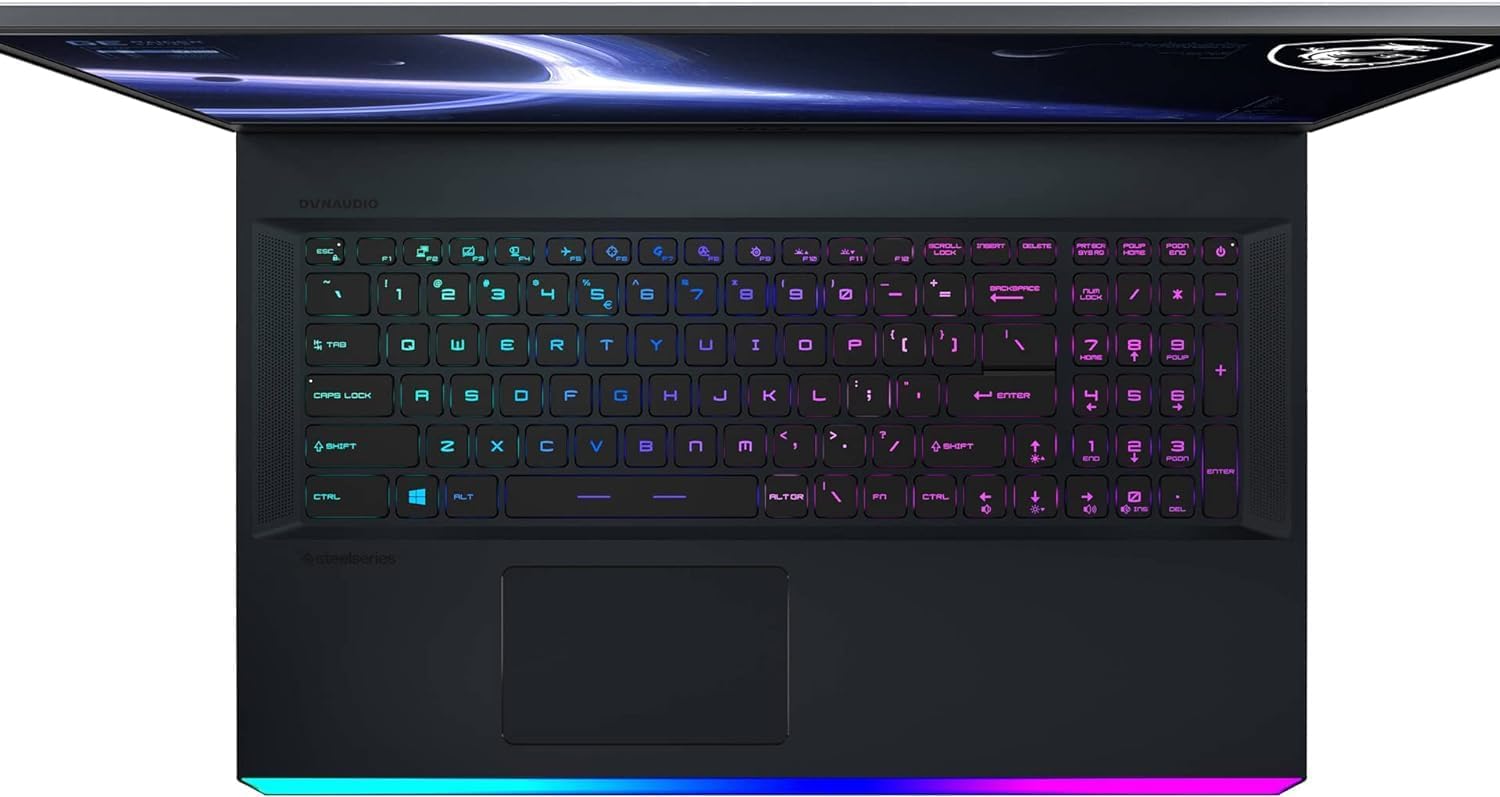 GE RAIDER
DYNAUDIO
ESC F1 F2 F3 F4 F5 F6 F7 F8 F9 F10 F11 F12 SCROLL LOCK INSERT DELETE PRT SCR SYS RQ PGUP HOME PGDN END
~ ` ! 1 @ 2 # 3 $ 4 % 5 € ^ 6 & 7 * 8 ( 9 ) 0 _ - + = BACKSPACE NUM LOCK / * -
TAB Q W E R T Y U I O P { [ } ] | \ 7 HOME 8 ↑ 9 PGUP +
CAPS LOCK A S D F G H J K L : ; " ' ENTER 4 ← 5 6 →
SHIFT Z X C V B N M < , > . ? / SHIFT ↑ 1 END 2 ↓ 3 PGDN ENTER
CTRL ALT ALT GR | \ FN CTRL ← ↓ → 0 INS . DEL
steelseries